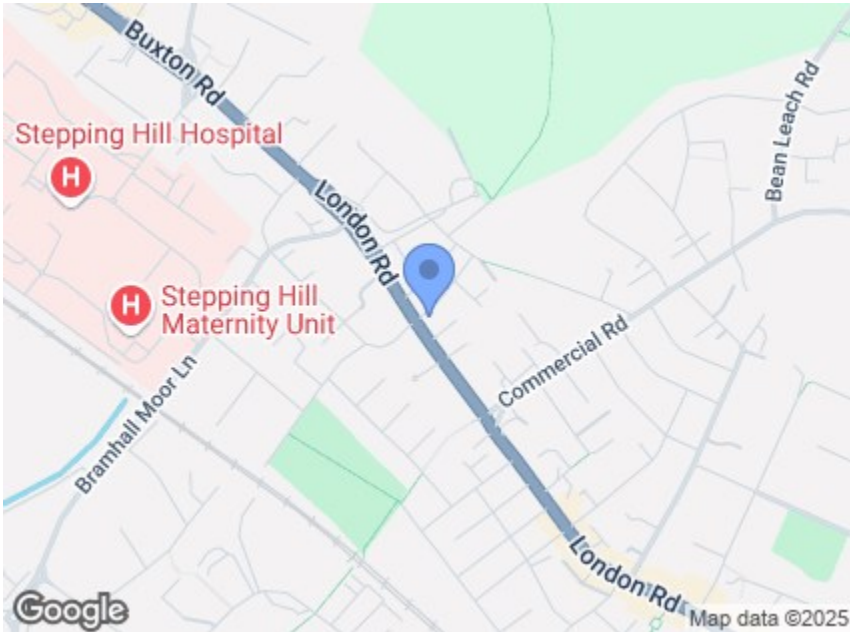 Buxton Rd
Stepping Hill Hospital
H
Bean Leach Rd
London Rd
H
Stepping Hill
Maternity Unit
Commercial Rd
Bramhall Moor Ln
London Rd
Google
Map data ©2025